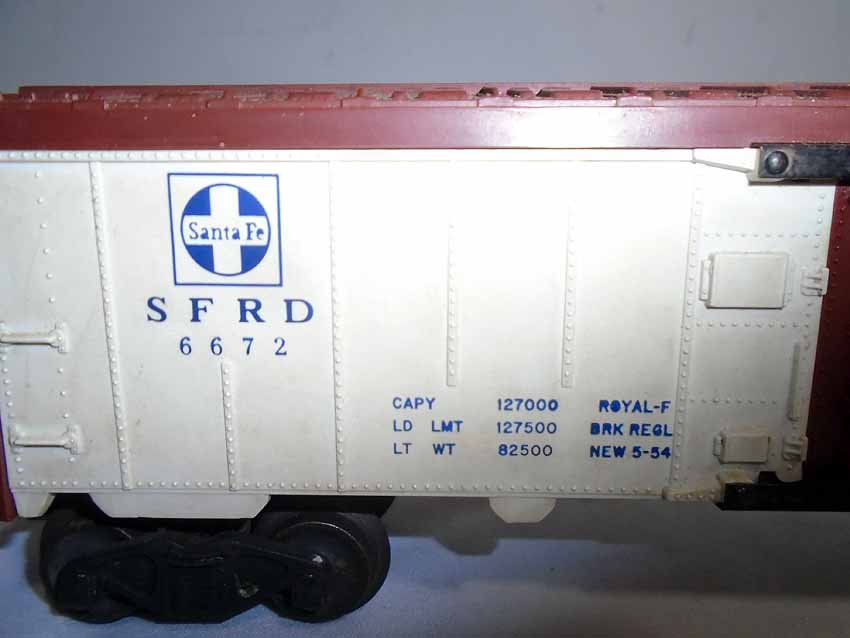 Santa Fe
SFRD
6672
CAPY 127000 ROYAL-F
LD LMT 127500 BRK REGL
LT WT 82500 NEW 5-54